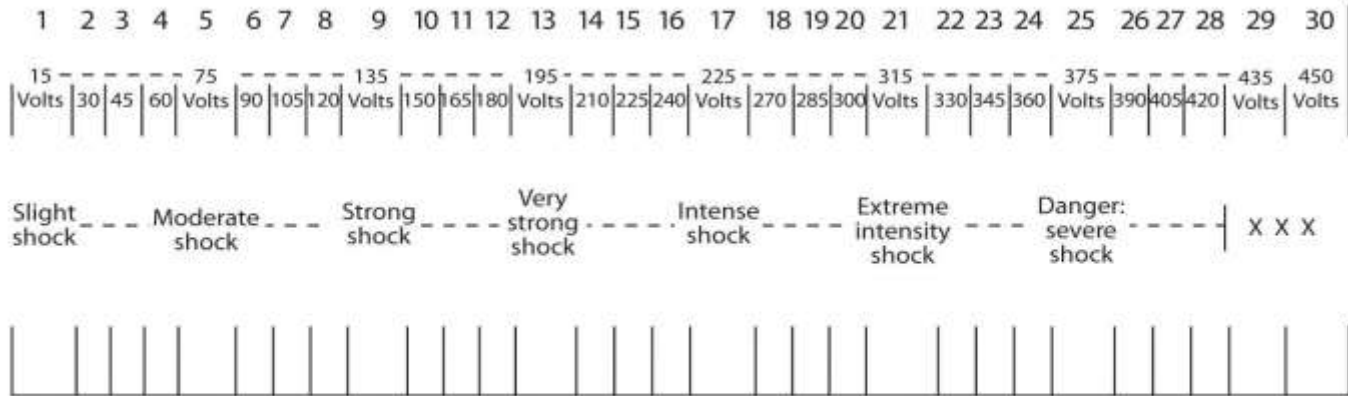 1 2 3 4 5 6 7 8 9 10 11 12 13 14 15 16 17 18 19 20 21 22 23 24 25 26 27 28 29 30
15 75 135 195 225 315 375 435 450
Volts 30 45 60 Volts 90 105 120 Volts 150 165 180 Volts 210 225 240 Volts 270 285 300 Volts 330 345 360 Volts 390 405 420 Volts Volts
Slight shock
Moderate shock
Strong shock
Very strong shock
Intense shock
Extreme intensity shock
Danger: severe shock
X X X